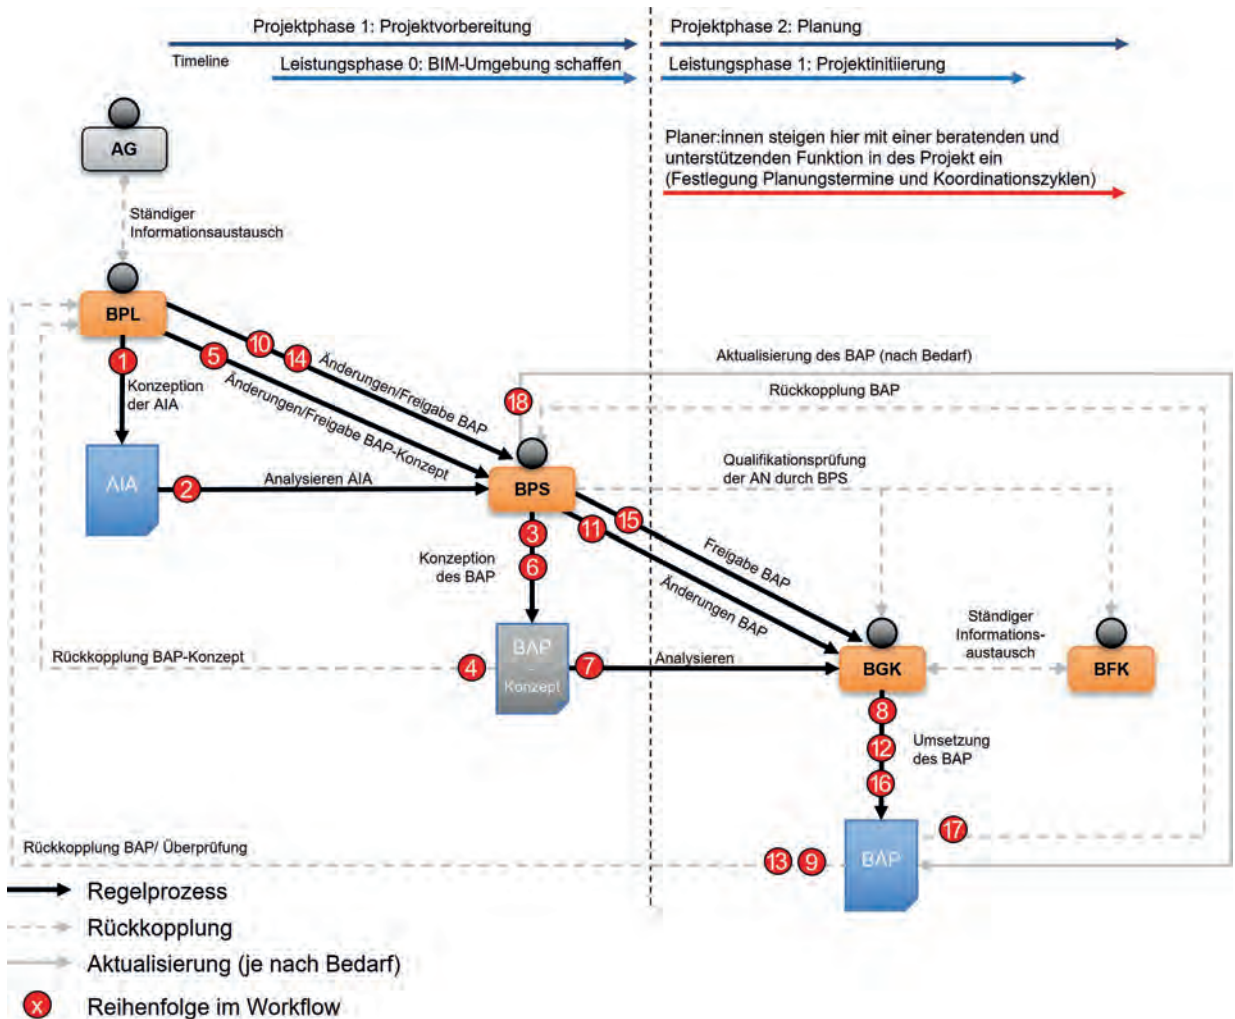 Projektphase 1: Projektvorbereitung
Projektphase 2: Planung
Timeline
Leistungsphase 0: BIM-Umgebung schaffen
Leistungsphase 1: Projektinitiierung
Planer:innen steigen hier mit einer beratenden und
unterstützenden Funktion in des Projekt ein
(Festlegung Planungstermine und Koordinationszyklen)
AG
Ständiger
Informationsaustausch
BPL
1
5
10
14
Änderungen/Freigabe BAP
Änderungen/Freigabe BAP-Konzept
Konzeption
der AIA
Aktualisierung des BAP (nach Bedarf)
Rückkopplung BAP
18
AIA
2
Analysieren AIA
BPS
Qualifikationsprüfung
der AN durch BPS
3
6
11
15
Freigabe BAP
Änderungen BAP
Konzeption
des BAP
Ständiger
Informations-
austausch
Rückkopplung BAP-Konzept
4
BAP
-
Konzept
7
Analysieren
BGK
BFK
8
12
16
Umsetzung
des BAP
17
Rückkopplung BAP/ Überprüfung
13
9
BAP
Regelprozess
Rückkopplung
Aktualisierung (je nach Bedarf)
x
Reihenfolge im Workflow